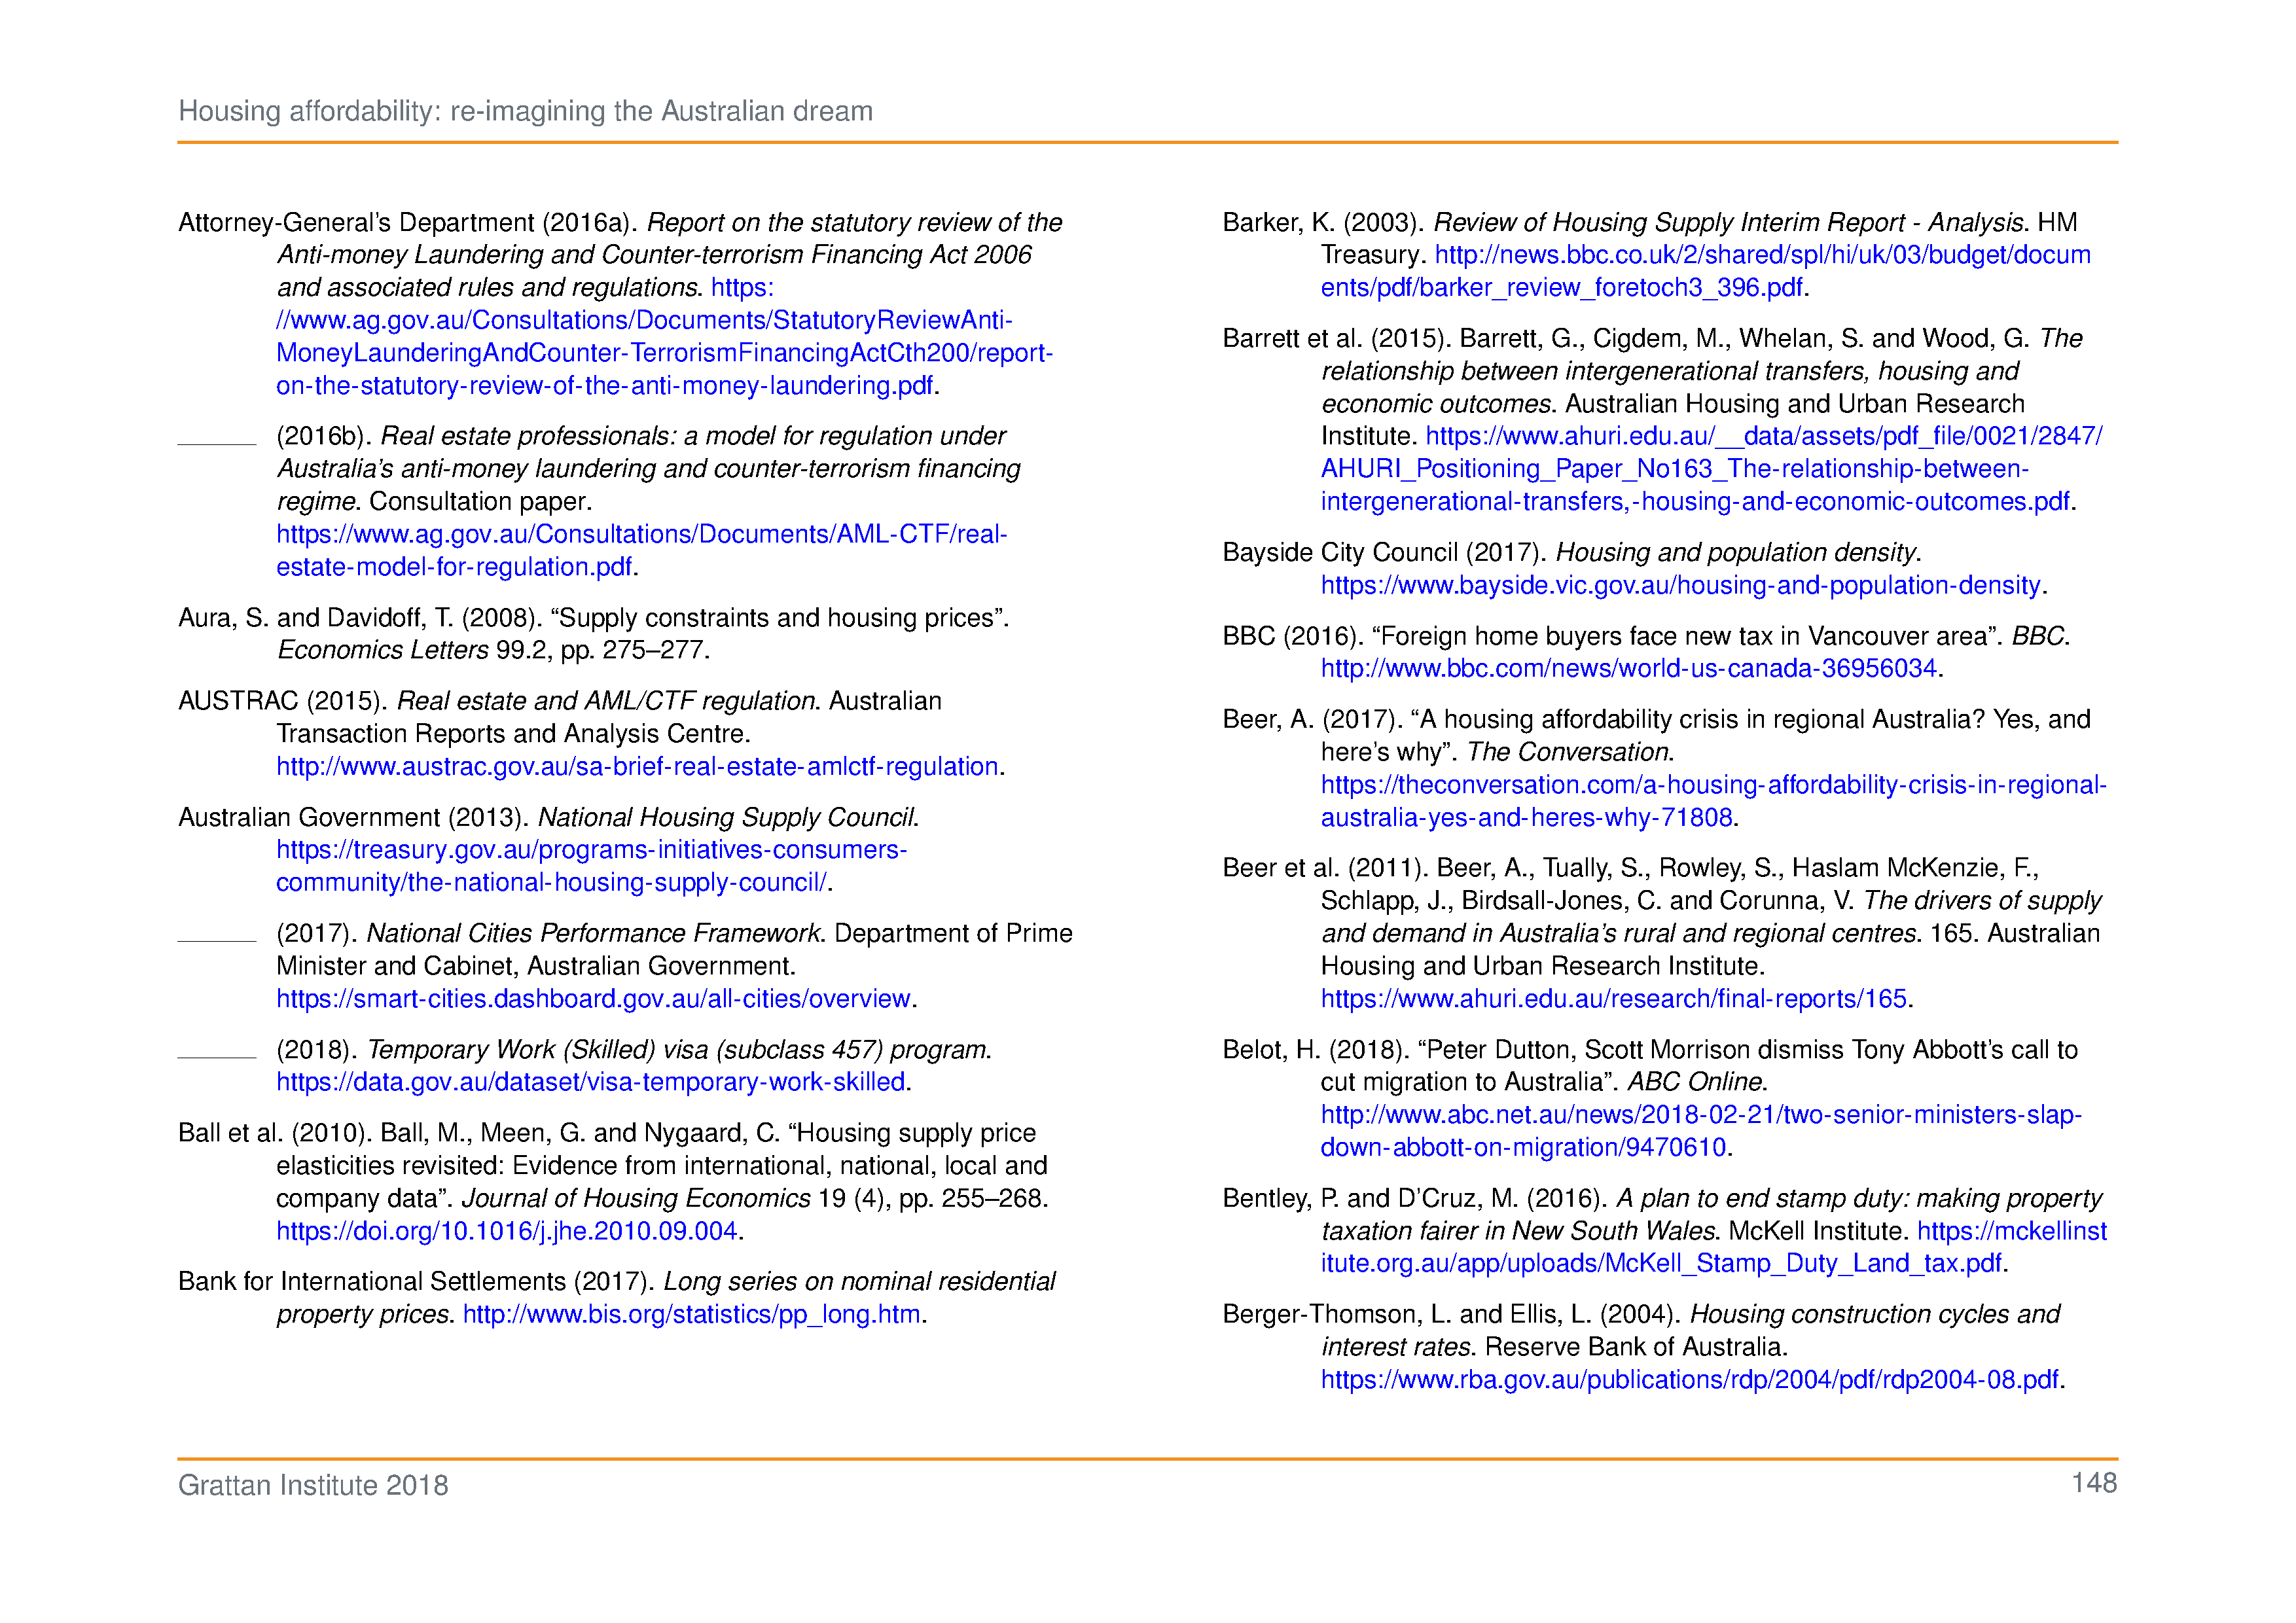 Housing affordability: re-imagining the Australian dream
Attorney-General’s Department (2016a). Report on the statutory review of the
Anti-money Laundering and Counter-terrorism Financing Act 2006
and associated rules and regulations. https:
//www.ag.gov.au/Consultations/Documents/StatutoryReviewAnti-
MoneyLaunderingAndCounter-TerrorismFinancingActCth200/report-
on-the-statutory-review-of-the-anti-money-laundering.pdf.
(2016b). Real estate professionals: a model for regulation under
Australia’s anti-money laundering and counter-terrorism financing
regime. Consultation paper.
https://www.ag.gov.au/Consultations/Documents/AML-CTF/real-
estate-model-for-regulation.pdf.
Aura, S. and Davidoff, T. (2008). “Supply constraints and housing prices”.
Economics Letters 99.2, pp. 275–277.
AUSTRAC (2015). Real estate and AML/CTF regulation. Australian
Transaction Reports and Analysis Centre.
http://www.austrac.gov.au/sa-brief-real-estate-amlctf-regulation.
Australian Government (2013). National Housing Supply Council.
https://treasury.gov.au/programs-initiatives-consumers-
community/the-national-housing-supply-council/.
(2017). National Cities Performance Framework. Department of Prime
Minister and Cabinet, Australian Government.
https://smart-cities.dashboard.gov.au/all-cities/overview.
(2018). Temporary Work (Skilled) visa (subclass 457) program.
https://data.gov.au/dataset/visa-temporary-work-skilled.
Ball et al. (2010). Ball, M., Meen, G. and Nygaard, C. “Housing supply price
elasticities revisited: Evidence from international, national, local and
company data”. Journal of Housing Economics 19 (4), pp. 255–268.
https://doi.org/10.1016/j.jhe.2010.09.004.
Bank for International Settlements (2017). Long series on nominal residential
property prices. http://www.bis.org/statistics/pp_long.htm.
Barker, K. (2003). Review of Housing Supply Interim Report - Analysis. HM
Treasury. http://news.bbc.co.uk/2/shared/spl/hi/uk/03/budget/docum
ents/pdf/barker_review_foretoch3_396.pdf.
Barrett et al. (2015). Barrett, G., Cigdem, M., Whelan, S. and Wood, G. The
relationship between intergenerational transfers, housing and
economic outcomes. Australian Housing and Urban Research
Institute. https://www.ahuri.edu.au/__data/assets/pdf_file/0021/2847/
AHURI_Positioning_Paper_No163_The-relationship-between-
intergenerational-transfers,-housing-and-economic-outcomes.pdf.
Bayside City Council (2017). Housing and population density.
https://www.bayside.vic.gov.au/housing-and-population-density.
BBC (2016). “Foreign home buyers face new tax in Vancouver area”. BBC.
http://www.bbc.com/news/world-us-canada-36956034.
Beer, A. (2017). “A housing affordability crisis in regional Australia? Yes, and
here’s why”. The Conversation.
https://theconversation.com/a-housing-affordability-crisis-in-regional-
australia-yes-and-heres-why-71808.
Beer et al. (2011). Beer, A., Tually, S., Rowley, S., Haslam McKenzie, F.,
Schlapp, J., Birdsall-Jones, C. and Corunna, V. The drivers of supply
and demand in Australia’s rural and regional centres. 165. Australian
Housing and Urban Research Institute.
https://www.ahuri.edu.au/research/final-reports/165.
Belot, H. (2018). “Peter Dutton, Scott Morrison dismiss Tony Abbott’s call to
cut migration to Australia”. ABC Online.
http://www.abc.net.au/news/2018-02-21/two-senior-ministers-slap-
down-abbott-on-migration/9470610.
Bentley, P. and D’Cruz, M. (2016). A plan to end stamp duty: making property
taxation fairer in New South Wales. McKell Institute. https://mckellinst
itute.org.au/app/uploads/McKell_Stamp_Duty_Land_tax.pdf.
Berger-Thomson, L. and Ellis, L. (2004). Housing construction cycles and
interest rates. Reserve Bank of Australia.
https://www.rba.gov.au/publications/rdp/2004/pdf/rdp2004-08.pdf.
Grattan Institute 2018
148